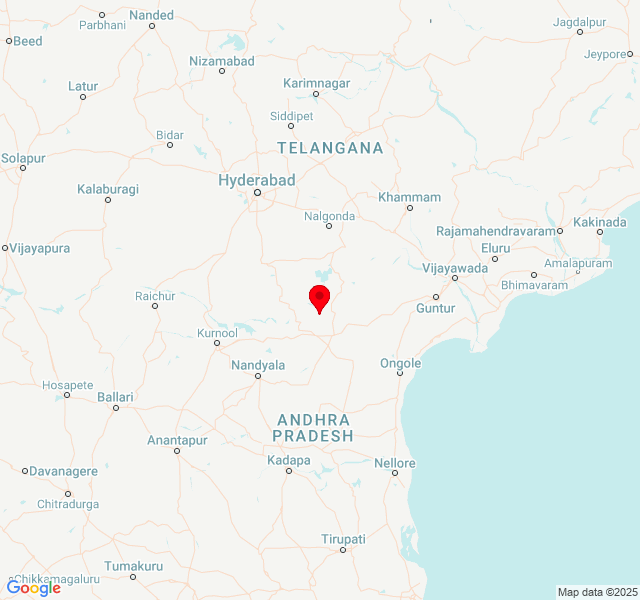 Parbhani
Nanded
Jagdalpur
Beed
Jeypore
Nizamabad
Latur
Karimnagar
Siddipet
Bidar
TELANGANA
Solapur
Hyderabad
Kalaburagi
Khammam
Nalgonda
Kakinada
Rajamahendravaram
Vijayapura
Eluru
Amalapuram
Vijayawada
Bhimavaram
Raichur
Guntur
Kurnool
Nandyala
Ongole
Hosapete
Ballari
ANDHRA
PRADESH
Anantapur
Kadapa
Nellore
Davanagere
Chitradurga
Tirupati
Tumakuru
Chikkamagaluru
Google
Map data ©2025